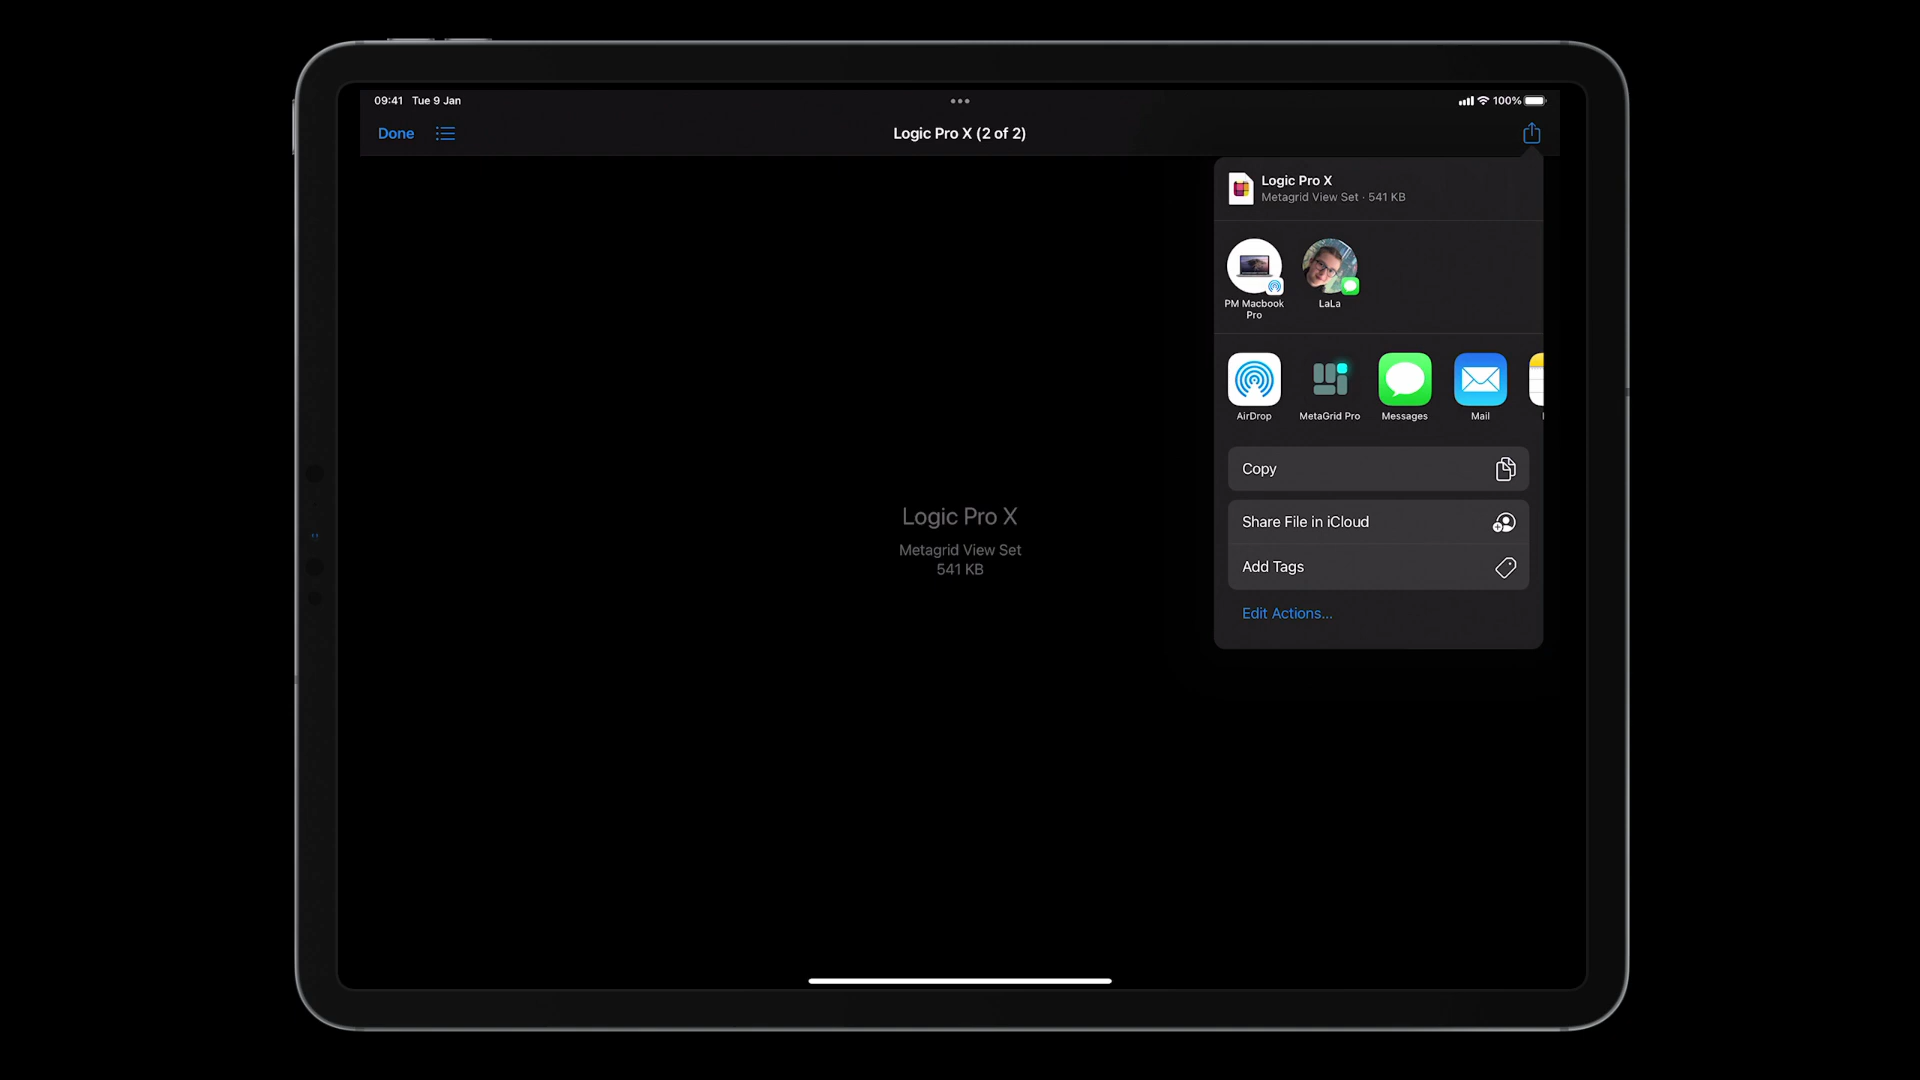 09:41 Tue 9 Jan
100%
Done
Logic Pro X (2 of 2)
Logic Pro X
Metagrid View Set · 541 KB
PM Macbook
Pro
LaLa
AirDrop
MetaGrid Pro
Messages
Mail
Copy
Share File in iCloud
Add Tags
Edit Actions...
Logic Pro X
Metagrid View Set
541 KB